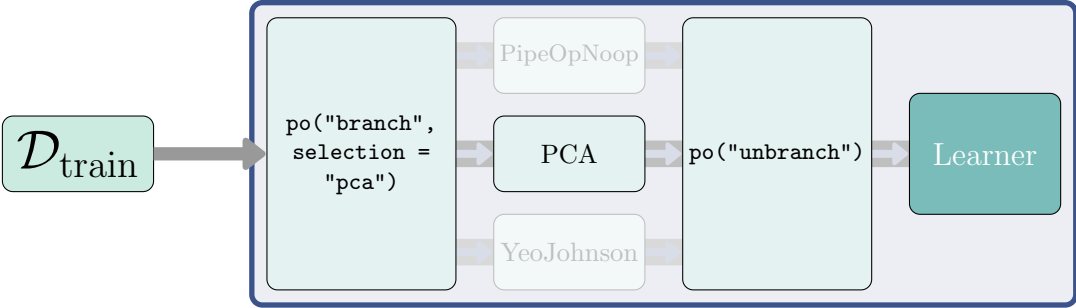 𝒟train
po("branch",
selection =
"pca")
PipeOpNoop
PCA
YeoJohnson
po("unbranch")
Learner